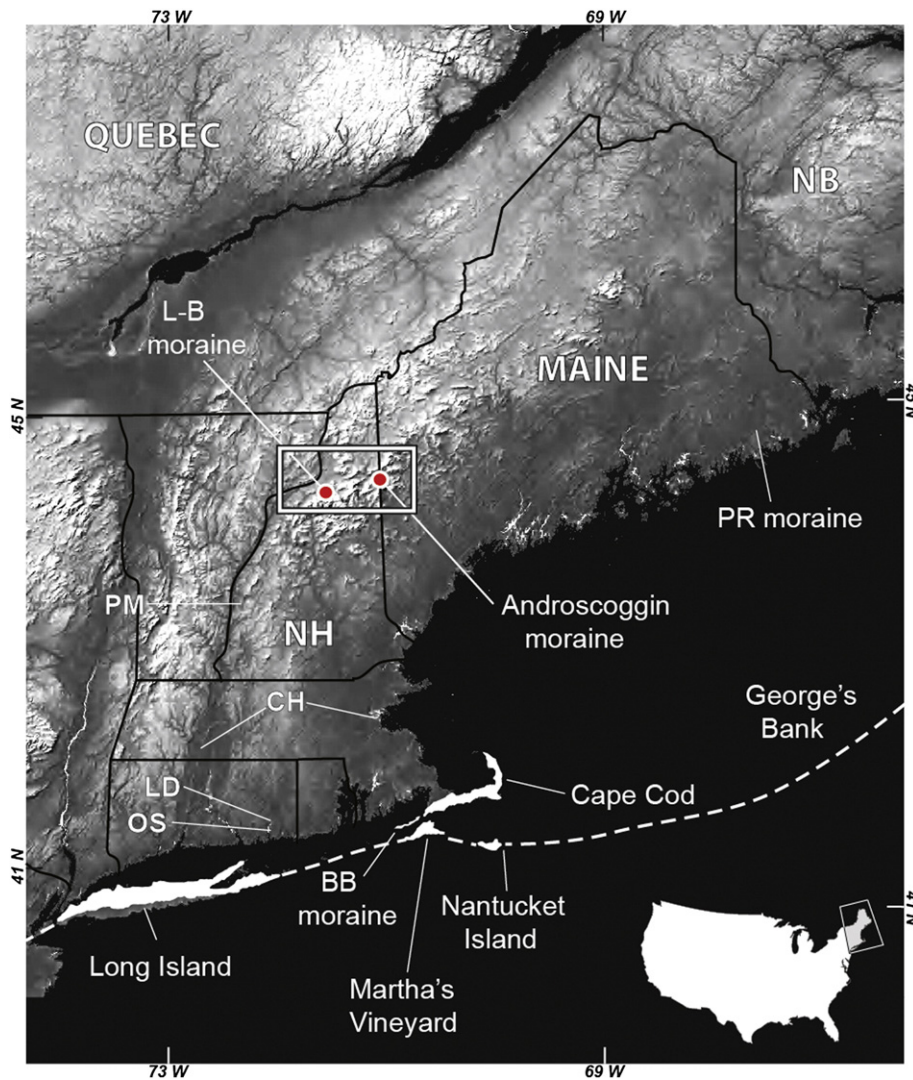 73 W
69 W
QUEBEC
NB
L-B
moraine
MAINE
45 N
45 N
PR moraine
Androscoggin
moraine
PM
NH
CH
George's
Bank
LD
OS
Cape Cod
41 N
BB
moraine
Nantucket
Island
41 N
Long Island
Martha's
Vineyard
73 W
69 W